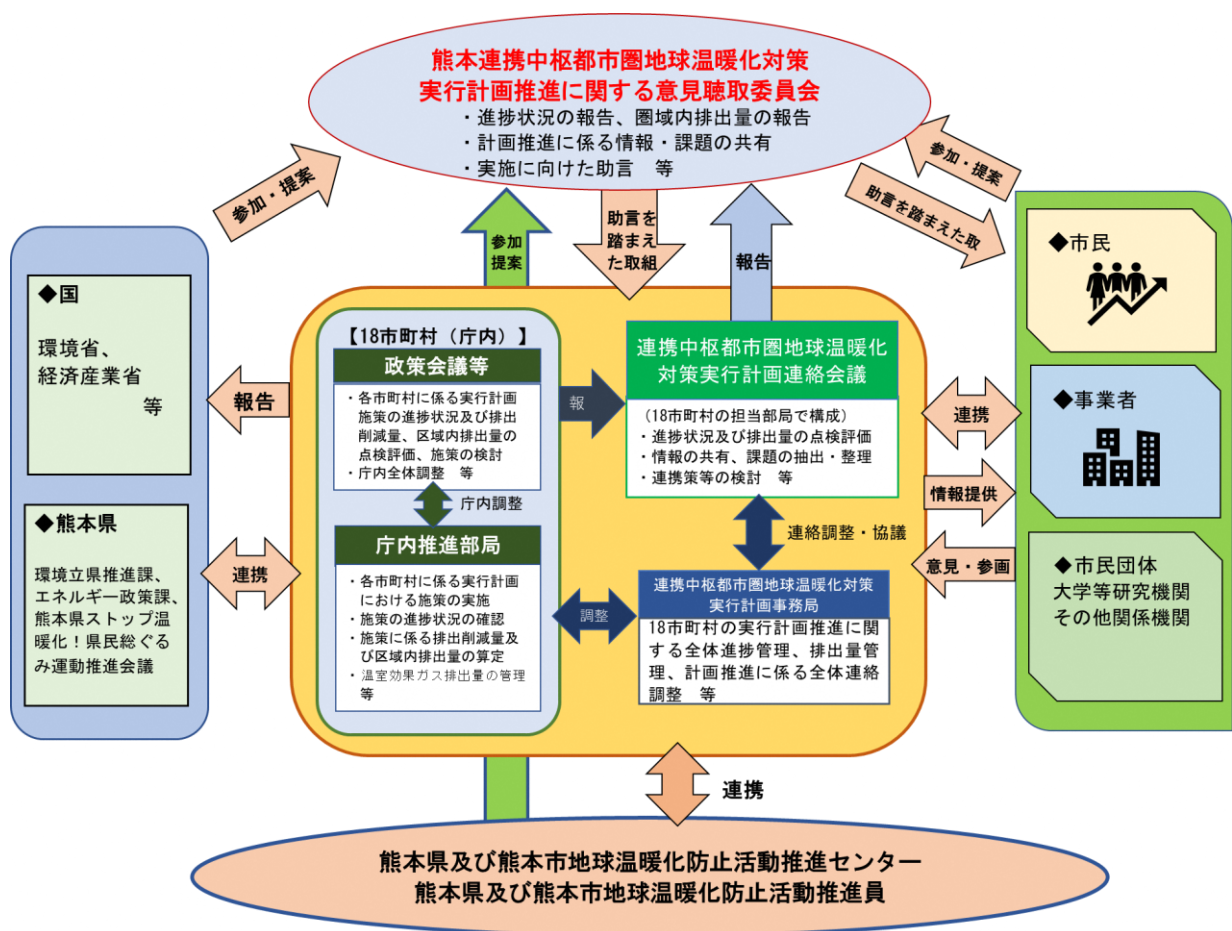 熊本連携中枢都市圏地球温暖化対策
実行計画推進に関する意見聴取委員会
・進捗状況の報告、圏域内排出量の報告
・計画推進に係る情報・課題の共有
・実施に向けた助言　等
参加・提案
参加
提案
助言を
踏まえ
た取組
報告
参加・提案
助言を踏まえた取
◆国
環境省、
経済産業省
等
◆熊本県
環境立県推進課、
エネルギー政策課、
熊本県ストップ温
暖化！県民総ぐる
み運動推進会議
報告
連携
【18市町村（庁内）】
政策会議等
・各市町村に係る実行計画
施策の進捗状況及び排出
削減量、区域内排出量の
点検評価、施策の検討
・庁内全体調整　等
庁内調整
庁内推進部局
・各市町村に係る実行計画
における施策の実施
・施策の進捗状況の確認
・施策に係る排出削減量及
び区域内排出量の算定
・温室効果ガス排出量の管理
等
報
調整
連携中枢都市圏地球温暖化
対策実行計画連絡会議
（18市町村の担当部局で構成）
・進捗状況及び排出量の点検評価
・情報の共有、課題の抽出・整理
・連携策等の検討　等
連絡調整・協議
連携中枢都市圏地球温暖化対策
実行計画事務局
18市町村の実行計画推進に関
する全体進捗管理、排出量管
理、計画推進に係る全体連絡
調整　等
連携
情報提供
意見・参画
◆市民
◆事業者
◆市民団体
大学等研究機関
その他関係機関
連携
熊本県及び熊本市地球温暖化防止活動推進センター
熊本県及び熊本市地球温暖化防止活動推進員